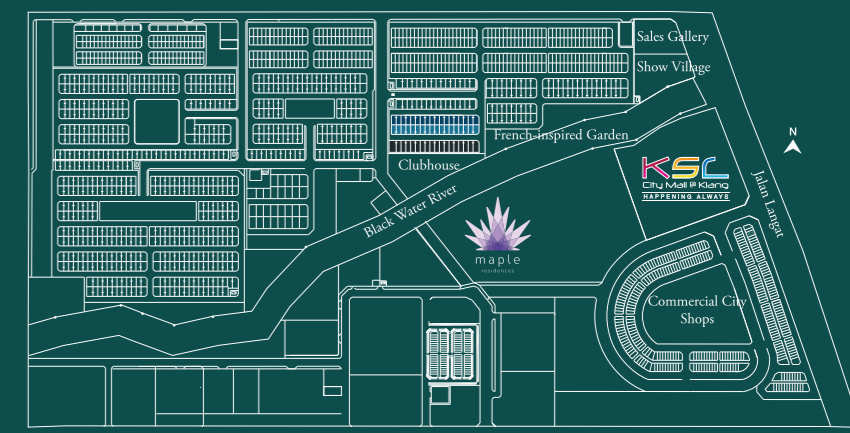 Sales Gallery
Show Village
N
French-inspired Garden
Clubhouse
KSL
City Mall @ Klang
HAPPENING ALWAYS
Jalan Langat
Black Water River
maple
residences
Commercial City
Shops